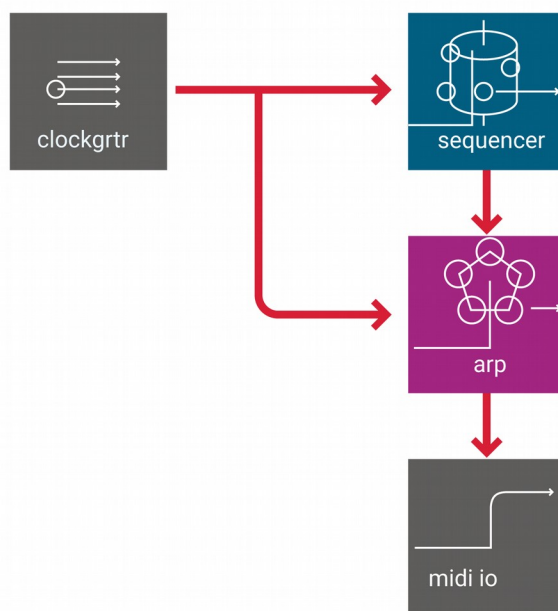 clockgrtr
sequencer
arp
midi io